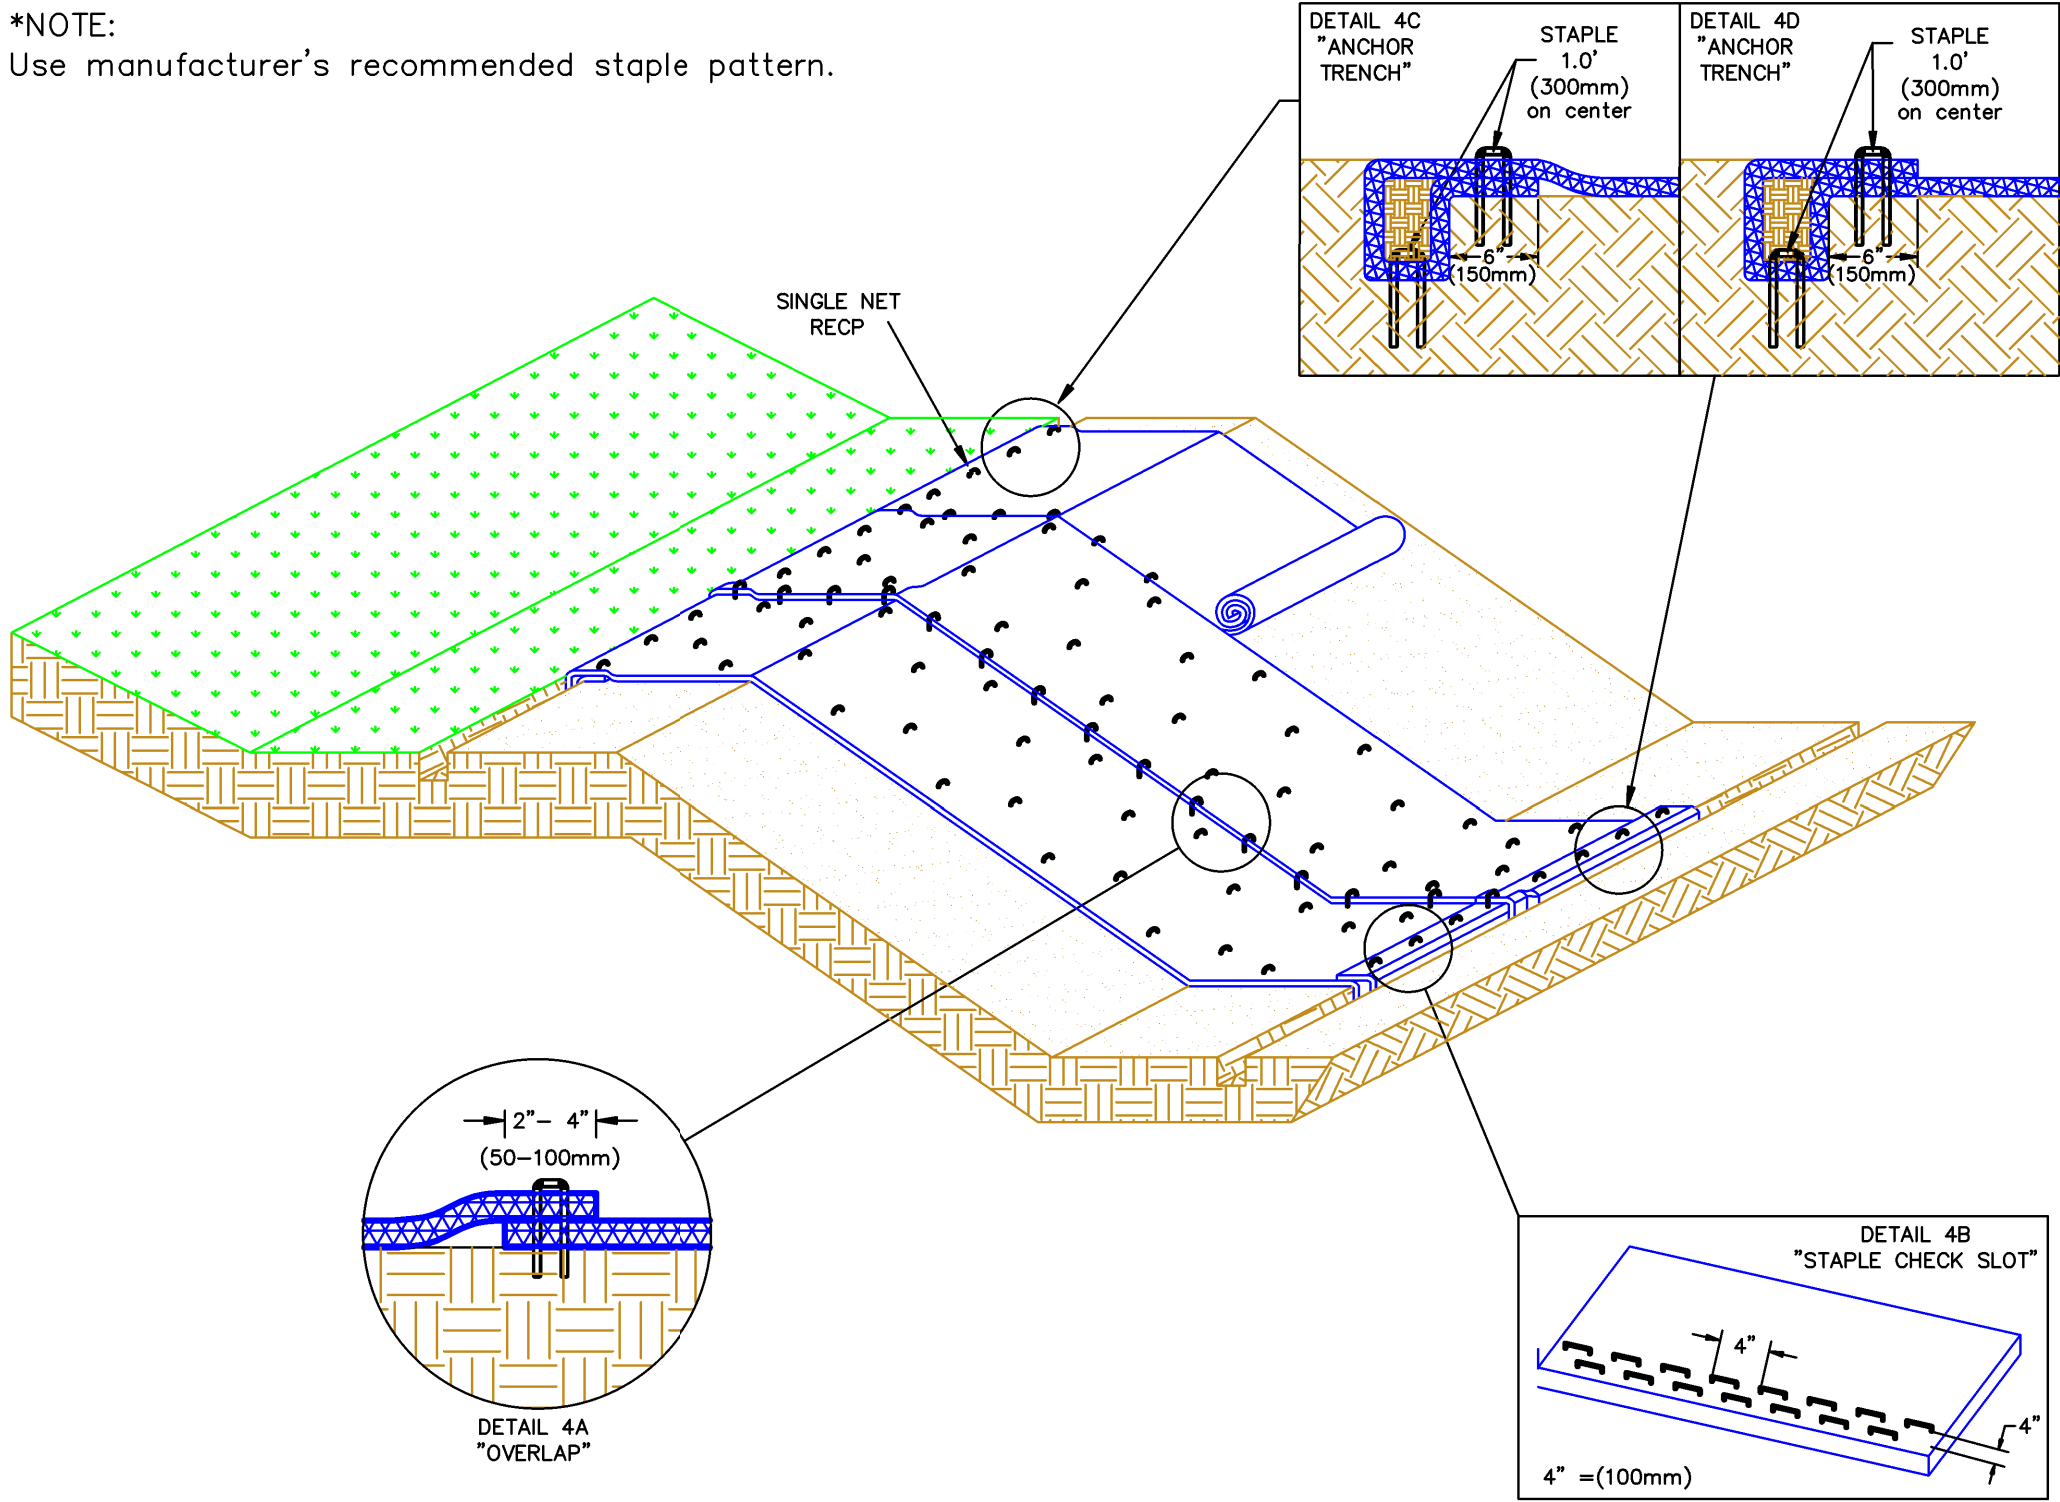 *NOTE:
Use manufacturer's recommended staple pattern.
DETAIL 4C
"ANCHOR
TRENCH"
STAPLE
1.0'
(300mm)
on center
6"
(150mm)
DETAIL 4D
"ANCHOR
TRENCH"
STAPLE
1.0'
(300mm)
on center
6"
(150mm)
SINGLE NET
RECP
2"- 4"
(50-100mm)
DETAIL 4A
"OVERLAP"
DETAIL 4B
"STAPLE CHECK SLOT"
4"
4"
4" =(100mm)